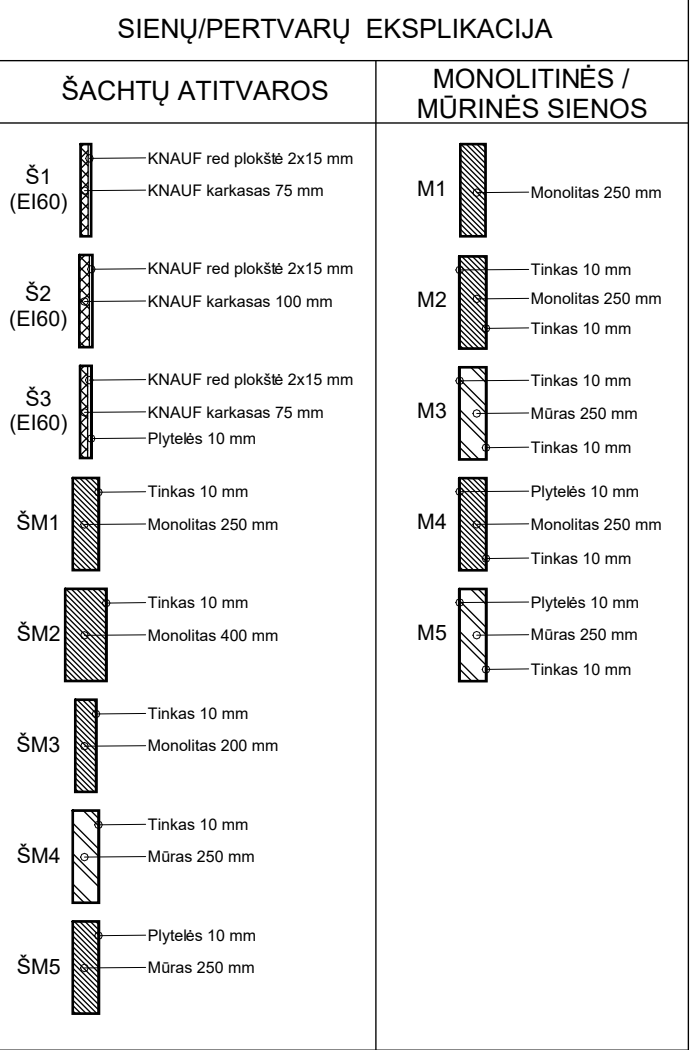 SIENŲ/PERTVARŲ EKSPLIKACIJA
ŠACHTŲ ATITVAROS
Š1
(EI60)
KNAUF red plokštė 2x15 mm
KNAUF karkasas 75 mm
Š2
(EI60)
KNAUF red plokštė 2x15 mm
KNAUF karkasas 100 mm
Š3
(EI60)
KNAUF red plokštė 2x15 mm
KNAUF karkasas 75 mm
Plytelės 10 mm
ŠM1
Tinkas 10 mm
Monolitas 250 mm
ŠM2
Tinkas 10 mm
Monolitas 400 mm
ŠM3
Tinkas 10 mm
Monolitas 200 mm
ŠM4
Tinkas 10 mm
Mūras 250 mm
ŠM5
Plytelės 10 mm
Mūras 250 mm
MONOLITINĖS /
MŪRINĖS SIENOS
M1
Monolitas 250 mm
M2
Tinkas 10 mm
Monolitas 250 mm
Tinkas 10 mm
M3
Tinkas 10 mm
Mūras 250 mm
Tinkas 10 mm
M4
Plytelės 10 mm
Monolitas 250 mm
Tinkas 10 mm
M5
Plytelės 10 mm
Mūras 250 mm
Tinkas 10 mm